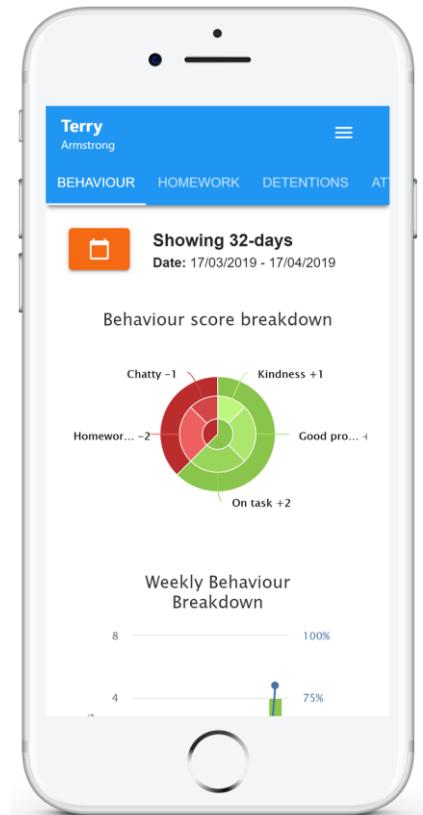 Terry
Armstrong
BEHAVIOUR HOMEWORK DETENTIONS AT
Showing 32-days
Date: 17/03/2019 - 17/04/2019
Behaviour score breakdown
Chatty -1 Kindness +1
Homewor... -2 Good pro...
On task +2
Weekly Behaviour
Breakdown
8 100%
4 75%